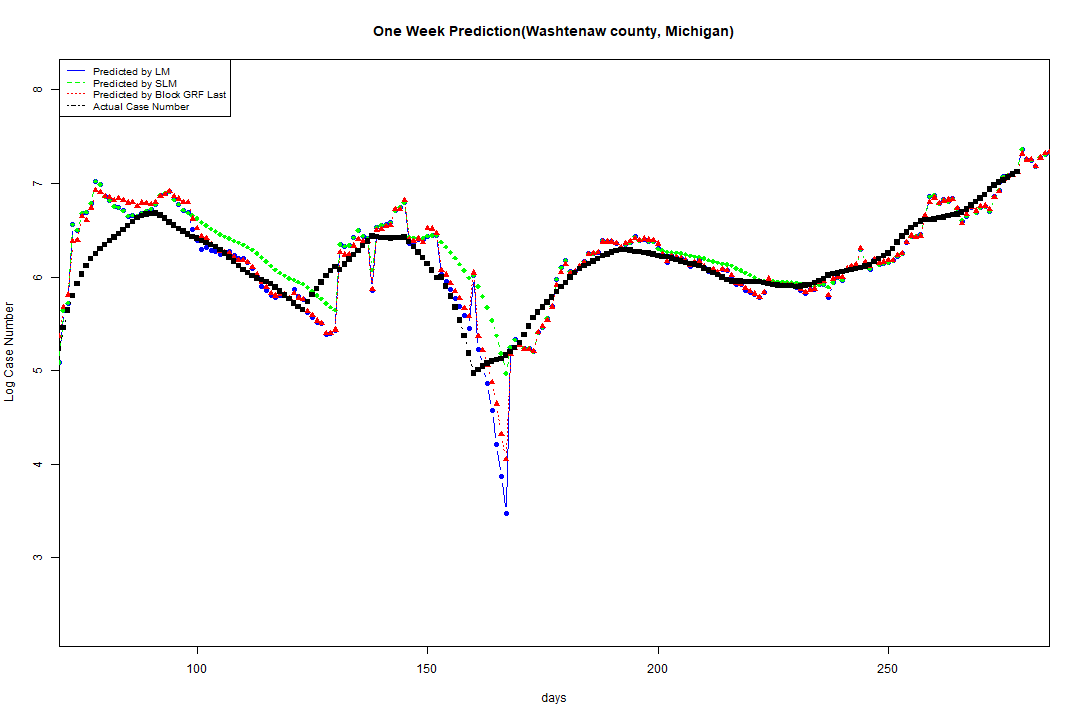 One Week Prediction(Washtenaw county, Michigan)
Predicted by LM
Predicted by SLM
Predicted by Block GRF Last
Actual Case Number
8
7
6
5
4
3
Log Case Number
100 150 200 250
days